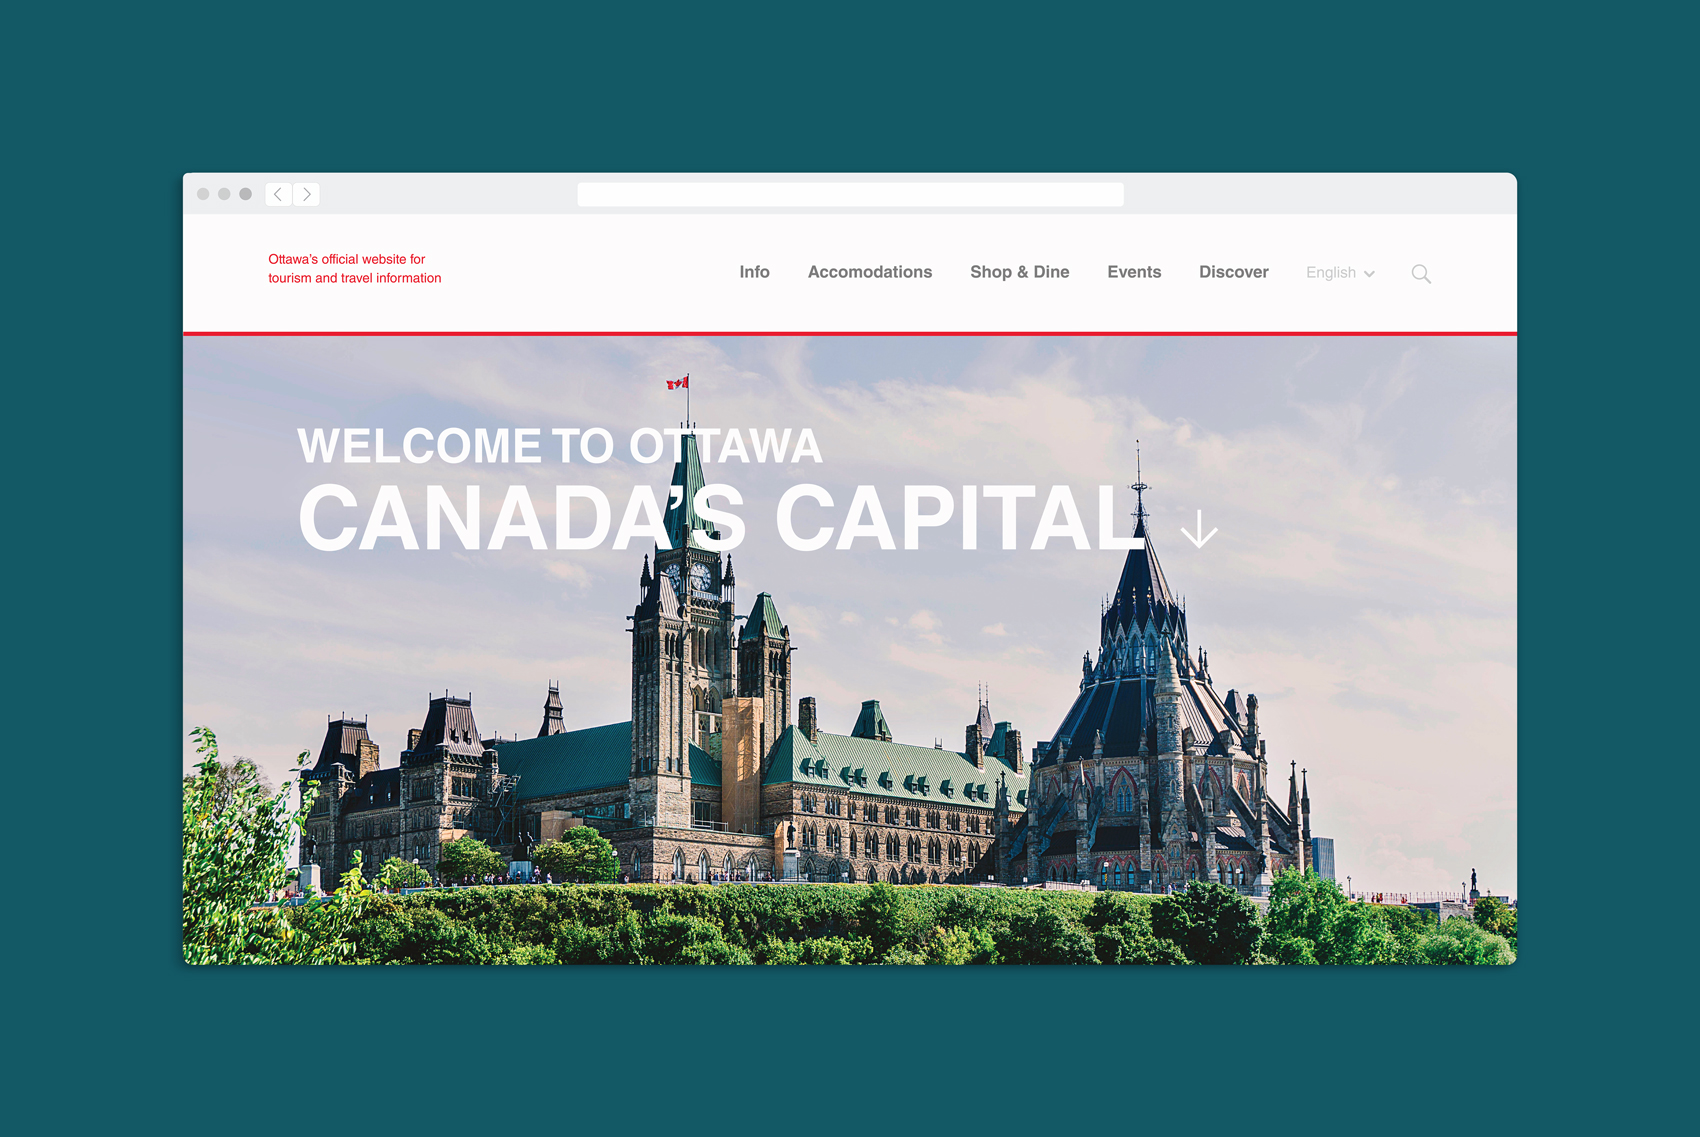 Ottawa's official website for
tourism and travel information
Info
Accomodations
Shop & Dine
Events
Discover
English
WELCOME TO OTTAWA
CANADA'S CAPITAL